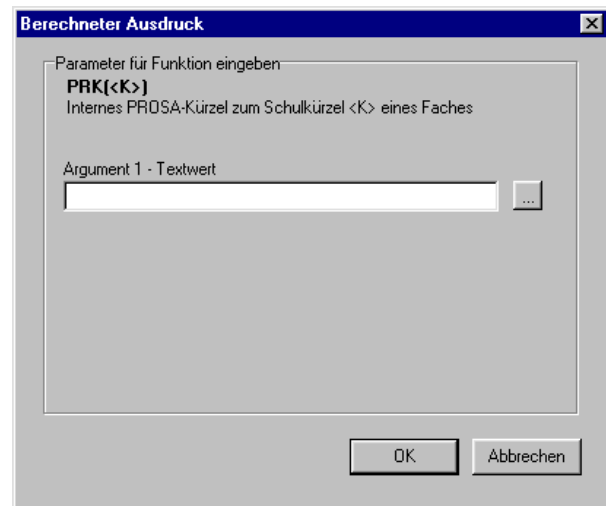 Berechneter Ausdruck
Parameter für Funktion eingeben
PRK(<K>)
Internes PROSA-Kürzel zum Schulkürzel <K> eines Faches
Argument 1 - Textwert
...
OK Abbrechen